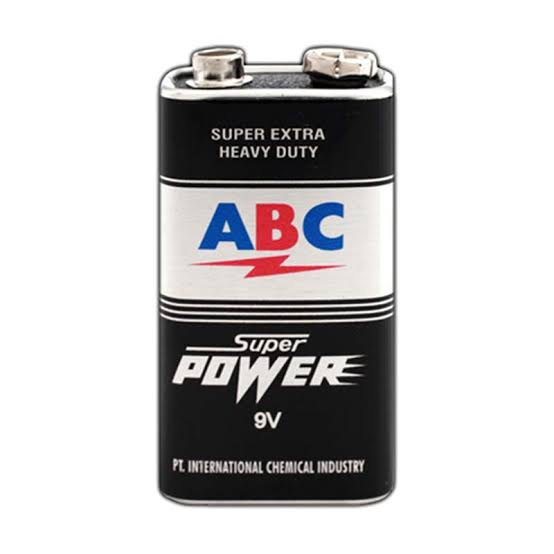 SUPER EXTRA
HEAVY DUTY
ABC
Super
POWER
9V
PT. INTERNATIONAL CHEMICAL INDUSTRY